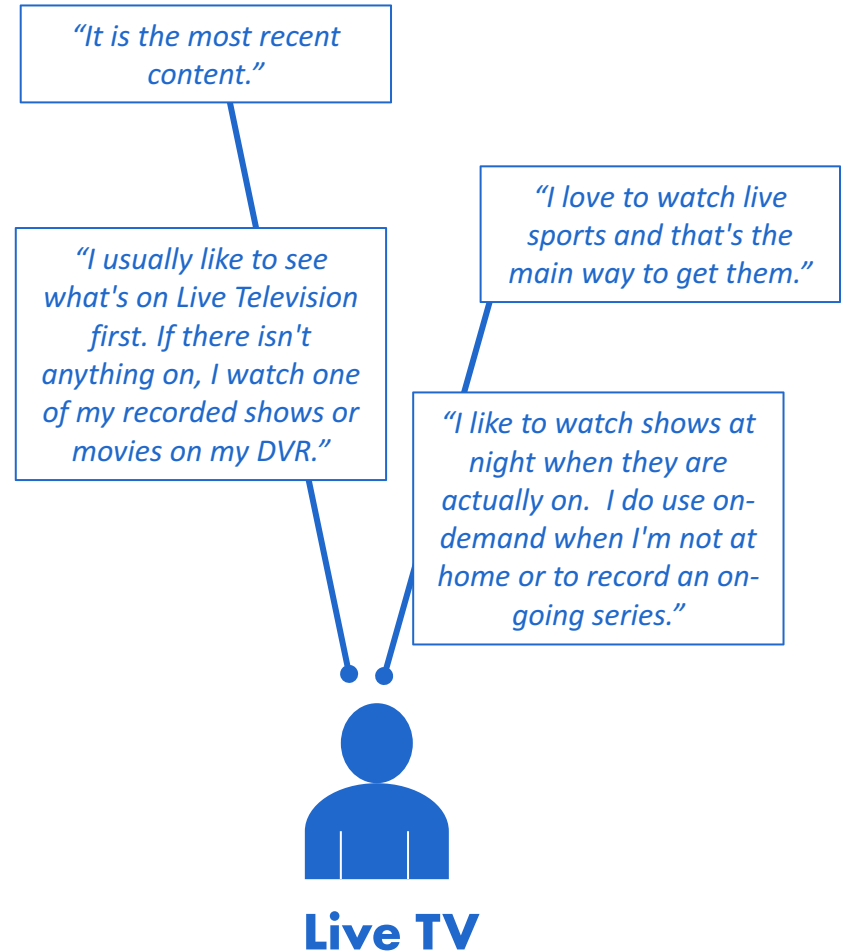 “It is the most recent
content.”
“I usually like to see
what's on Live Television
first. If there isn't
anything on, I watch one
of my recorded shows or
movies on my DVR.”
“I love to watch live
sports and that's the
main way to get them.”
“I like to watch shows at
night when they are
actually on.  I do use on-
demand when I'm not at
home or to record an on-
going series.”
Live TV